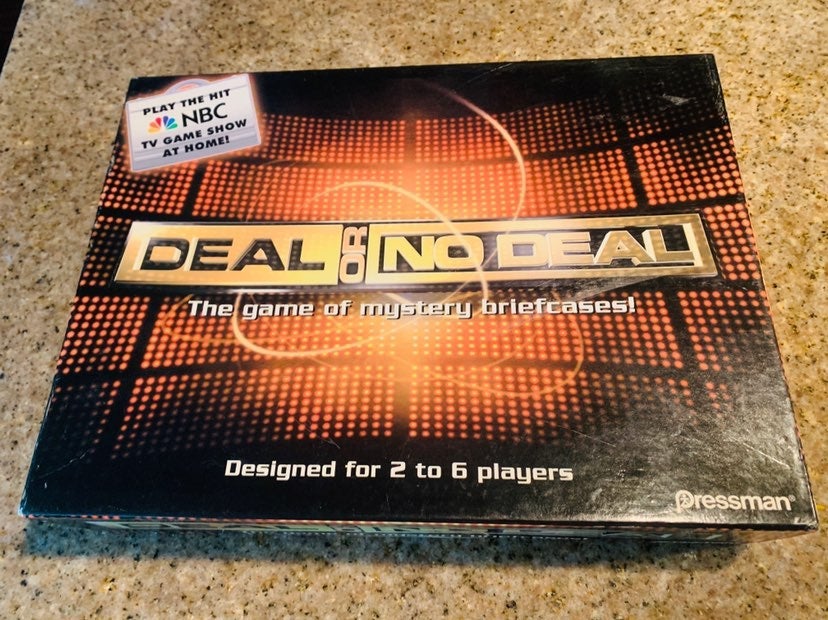 PLAY THE HIT
NBC
TV GAME SHOW
AT HOME!
DEAL OR NO DEAL
The game of mystery briefcases!
Designed for 2 to 6 players
Pressman®